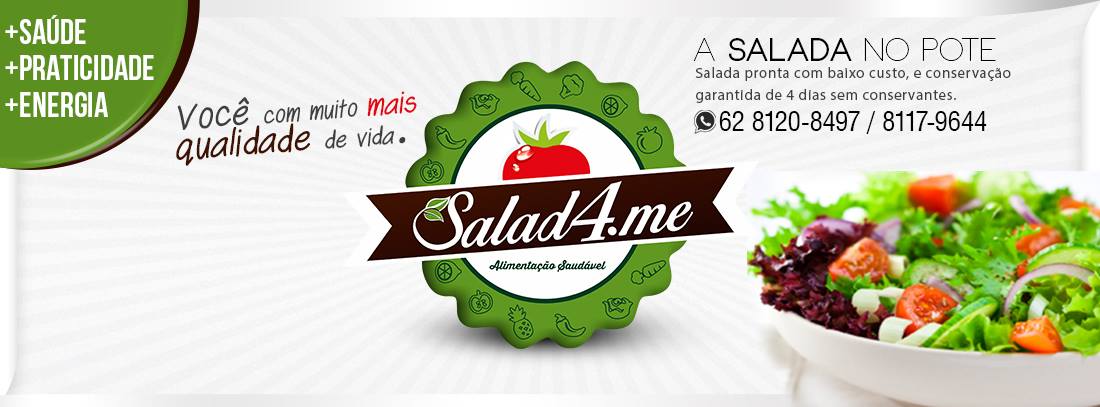 +SAÚDE
+PRATICIDADE
+ENERGIA
Você com muito mais
qualidade de vida.
Salad4.me
Alimentação Saudável
A SALADA NO POTE
Salada pronta com baixo custo, e conservação
garantida de 4 dias sem conservantes.
62 8120-8497 / 8117-9644